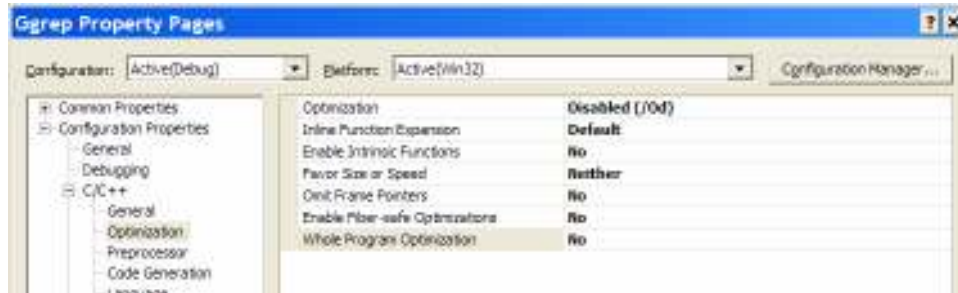 Ggrep Property Pages
Configuration: Active(Debug) Platform: Active(Win32) Configuration Manager...
Common Properties
Configuration Properties
General
Debugging
C/C++
General
Optimization
Preprocessor
Code Generation
Language
Optimization Disabled (/Od)
Inline Function Expansion Default
Enable Intrinsic Functions No
Favor Size or Speed Neither
Omit Frame Pointers No
Enable Fiber-safe Optimizations No
Whole Program Optimization No